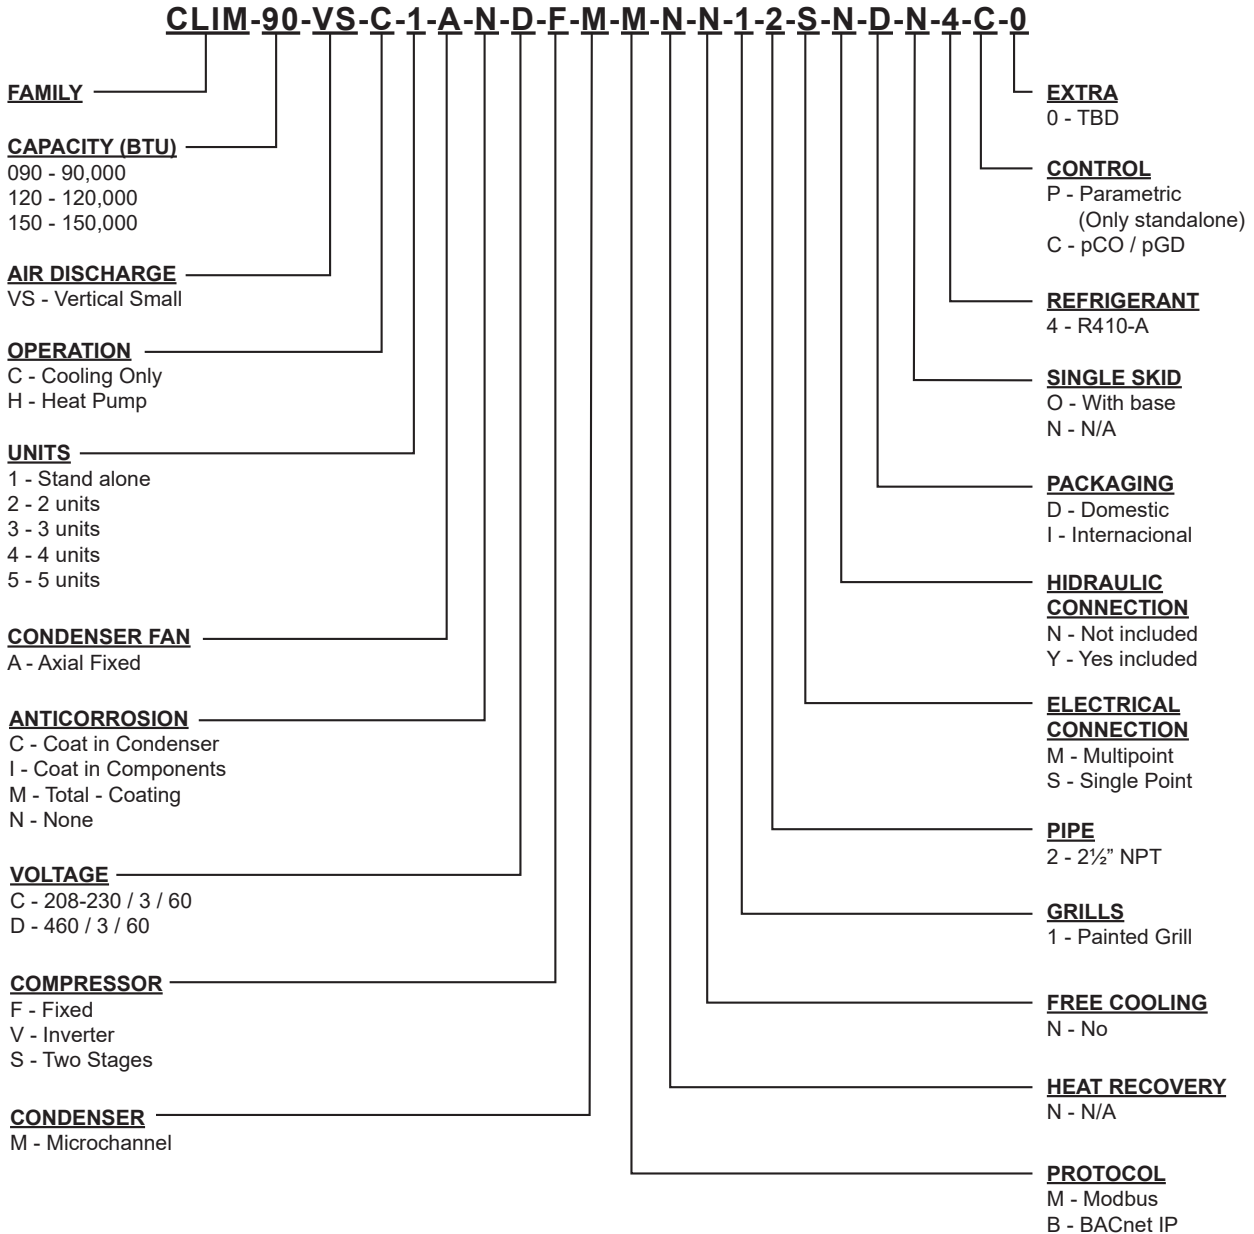 CLIM-90-VS-C-1-A-N-D-F-M-M-N-N-1-2-S-N-D-N-4-C-0
FAMILY
CAPACITY (BTU)
090 - 90,000
120 - 120,000
150 - 150,000
AIR DISCHARGE
VS - Vertical Small
OPERATION
C - Cooling Only
H - Heat Pump
UNITS
1 - Stand alone
2 - 2 units
3 - 3 units
4 - 4 units
5 - 5 units
CONDENSER FAN
A - Axial Fixed
ANTICORROSION
C - Coat in Condenser
I - Coat in Components
M - Total - Coating
N - None
VOLTAGE
C - 208-230 / 3 / 60
D - 460 / 3 / 60
COMPRESSOR
F - Fixed
V - Inverter
S - Two Stages
CONDENSER
M - Microchannel
EXTRA
0 - TBD
CONTROL
P - Parametric
(Only standalone)
C - pCO / pGD
REFRIGERANT
4 - R410-A
SINGLE SKID
O - With base
N - N/A
PACKAGING
D - Domestic
I - Internacional
HIDRAULIC
CONNECTION
N - Not included
Y - Yes included
ELECTRICAL
CONNECTION
M - Multipoint
S - Single Point
PIPE
2 - 2½” NPT
GRILLS
1 - Painted Grill
FREE COOLING
N - No
HEAT RECOVERY
N - N/A
PROTOCOL
M - Modbus
B - BACnet IP